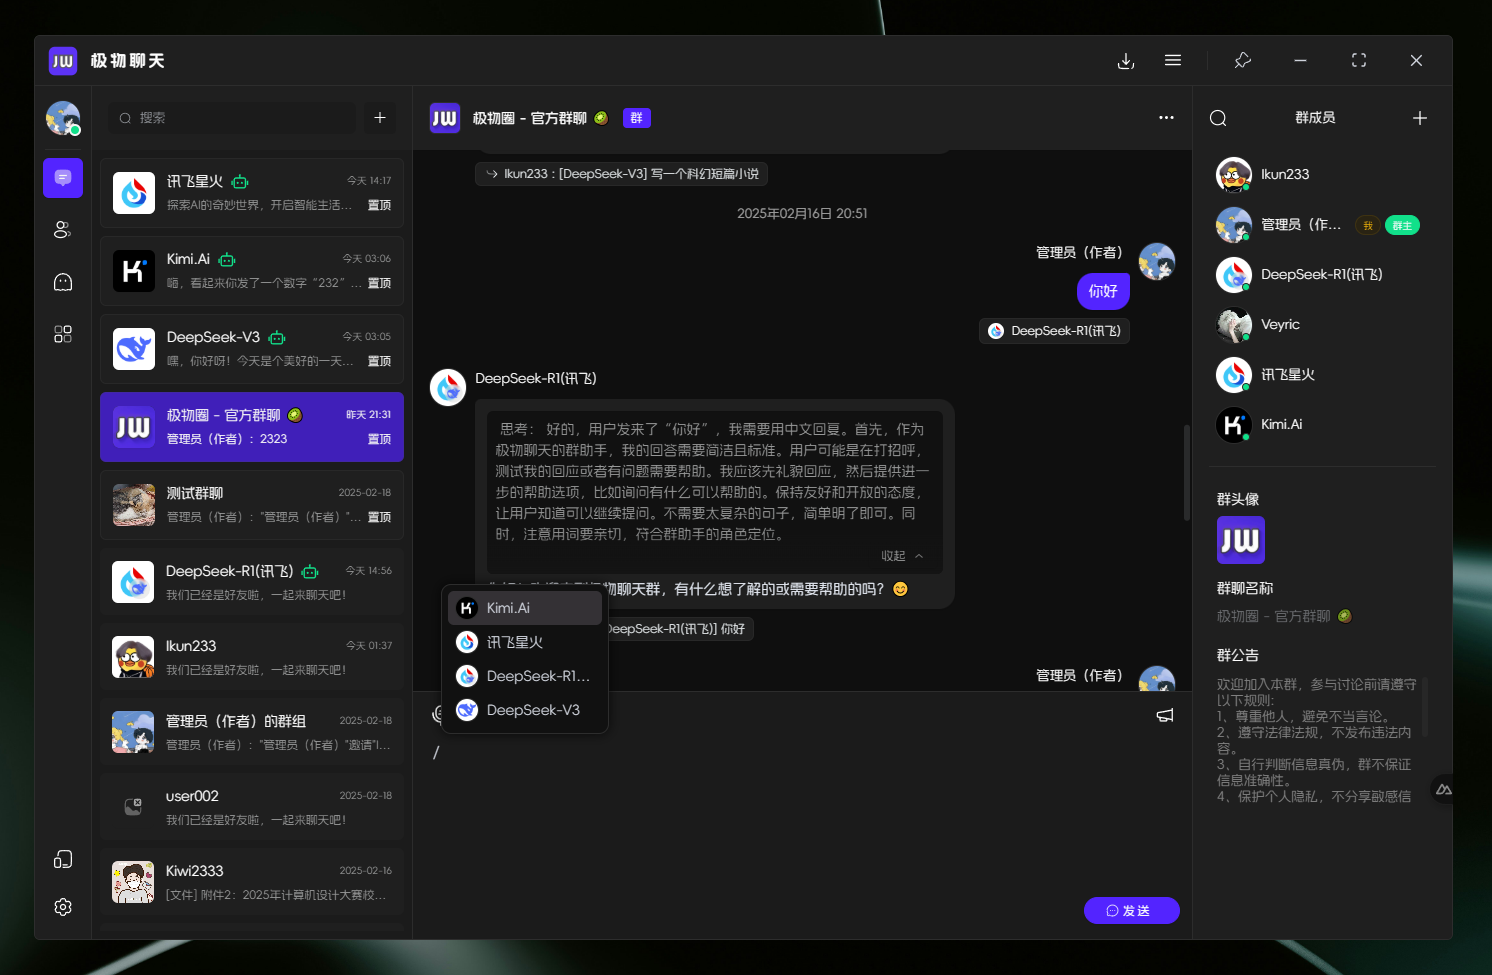 JW 极物聊天
搜索
讯飞星火
今天 14:17
探索AI的奇妙世界，开启智能生活...
置顶
Kimi.Ai
今天 03:06
嗨，看起来你发了一个数字“232”...
置顶
DeepSeek-V3
今天 03:05
嘿，你好呀！今天是个美好的一天...
置顶
JW
极物圈 - 官方群聊
昨天 21:31
管理员（作者）: 2323
置顶
测试群聊
2025-02-18
管理员（作者）: "管理员（作者）"...
置顶
DeepSeek-R1(讯飞)
今天 14:56
我们已经是好友啦，一起来聊天吧！
Ikun233
今天 01:37
我们已经是好友啦，一起来聊天吧！
管理员（作者）的群组
2025-02-18
管理员（作者）: "管理员（作者）"邀请"I...
user002
2025-02-18
我们已经是好友啦，一起来聊天吧！
Kiwi2333
2025-02-16
[文件] 附件2：2025年计算机设计大赛校...
JW 极物圈 - 官方群聊 群
Ikun233 : [DeepSeek-V3] 写一个科幻短篇小说
2025年02月16日 20:51
管理员（作者）
你好
DeepSeek-R1(讯飞)
DeepSeek-R1(讯飞)
思考： 好的，用户发来了“你好”，我需要用中文回复。首先，作为
极物聊天的群助手，我的回答需要简洁且标准。用户可能是在打招呼，
测试我的回应或者有问题需要帮助。我应该先礼貌回应，然后提供进一
步的帮助选项，比如询问有什么可以帮助的。保持友好和开放的态度，
让用户知道可以继续提问。不需要太复杂的句子，简单明了即可。同
时，注意用词要亲切，符合群助手的角色定位。
收起
物聊天群，有什么想了解的或需要帮助的吗？😊
DeepSeek-R1(讯飞)] 你好
管理员（作者）
Kimi.Ai
讯飞星火
DeepSeek-R1...
DeepSeek-V3
/
发送
群成员
Ikun233
管理员（作... 我 群主
DeepSeek-R1(讯飞)
Veyric
讯飞星火
Kimi.Ai
群头像
JW
群聊名称
极物圈 - 官方群聊
群公告
欢迎加入本群，参与讨论前请遵守
以下规则:
1、尊重他人，避免不当言论。
2、遵守法律法规，不发布违法内
容。
3、自行判断信息真伪，群不保证
信息准确性。
4、保护个人隐私，不分享敏感信